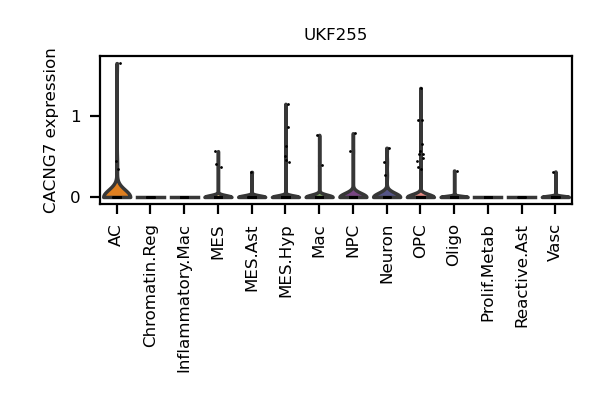 UKF255
CACNG7 expression
1
0
AC
Chromatin.Reg
Inflammatory.Mac
MES
MES.Ast
MES.Hyp
Mac
NPC
Neuron
OPC
Oligo
Prolif.Metab
Reactive.Ast
Vasc